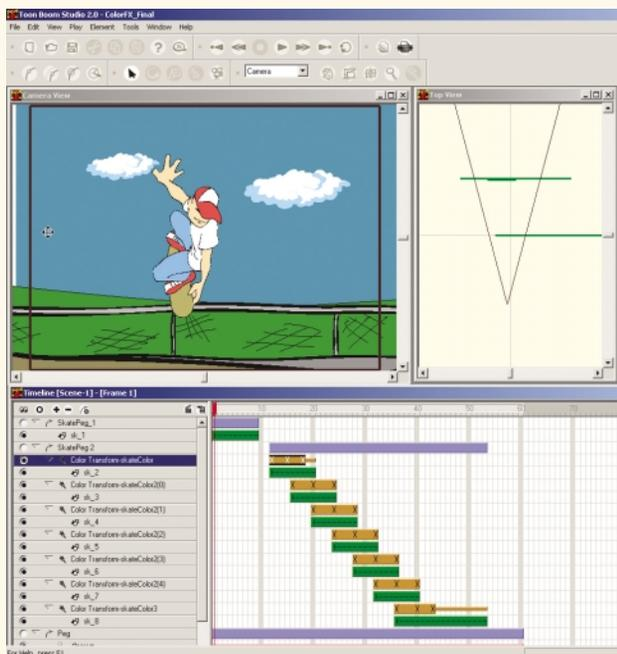 Toon Boom Studio 2.0 - ColorFX_Final
File Edit View Play Element Tools Window Help
Camera
Camera View
Top View
Timeline [Scene-1] - [Frame 1]
10 20 30 40 50 60 70
SkatePeg_1
sk_1
SkatePeg 2
Color Transform-skateColor
sk_2
Color Transform-skateColor2(0)
sk_3
Color Transform-skateColor2(1)
sk_4
Color Transform-skateColor2(2)
sk_5
Color Transform-skateColor2(3)
sk_6
Color Transform-skateColor2(4)
sk_7
Color Transform-skateColor3
sk_8
Peg
For Help, press F1